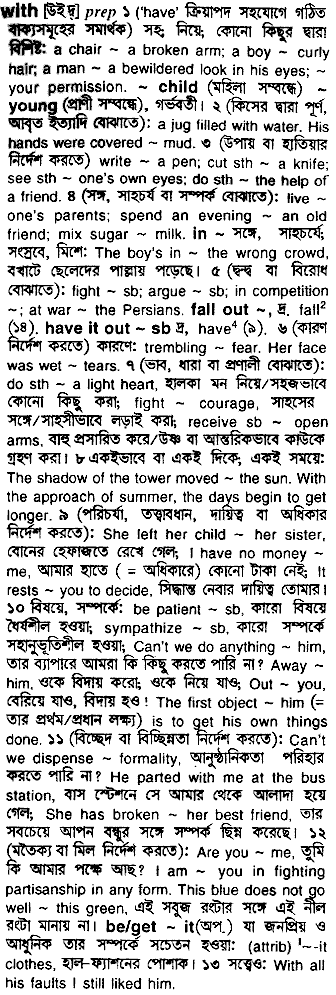 with [উইদ্] prep ১ ('have' ক্রিয়াপদ সহযোগে গঠিত
বাক্যসমূহের সমার্থক) সহ; নিয়ে; কোনো কিছুর দ্বারা
বিশিষ্ট: a chair ~ a broken arm; a boy ~ curly
hair; a man ~ a bewildered look in his eyes; ~
your permission. ~ child (মহিলা সম্বন্ধে) ~
young (প্রাণী সম্বন্ধে), গর্ভবতী। ২ (কিসের দ্বারা পূর্ণ,
আবৃত ইত্যাদি বোঝাতে): a jug filled with water. His
hands were covered ~ mud. ৩ (উপায় বা হাতিয়ার
নির্দেশ করতে) write ~ a pen; cut sth ~ a knife;
see sth ~ one's own eyes; do sth ~ the help of
a friend. ৪ (সঙ্গ, সাহচর্য বা সম্পর্ক বোঝাতে): live ~
one's parents; spend an evening ~ an old
friend; mix sugar ~ milk. in ~ সঙ্গে, সাহচর্যে;
সংস্রবে, মিশে: The boy's in ~ the wrong crowd,
বখাটে ছেলেদের পাল্লায় পড়েছে। ৫ (দ্বন্দ্ব বা বিরোধ
বোঝাতে): fight ~ sb; argue ~ sb; in competition
~; at war ~ the Persians. fall out ~, দ্র. fall²
(১৪). have it out ~ sb দ্র, have⁴ (৯). ৬ (কারণ
নির্দেশ করতে) কারণে: trembling ~ fear. Her face
was wet ~ tears. ৭ (ভাব, ধারা বা প্রণালী বোঝাতে):
do sth ~ a light heart, হালকা মন নিয়ে/সহজভাবে
কোনো কিছু করা; fight ~ courage, সাহসের
সঙ্গে/সাহসীভাবে লড়াই করা; receive sb ~ open
arms, বাহু প্রসারিত করে/উষ্ণ বা আন্তরিকভাবে কাউকে
গ্রহণ করা। ৮ একইভাবে বা একই দিকে; একই সময়ে:
The shadow of the tower moved ~ the sun. With
the approach of summer, the days begin to get
longer. ৯ (পরিচর্যা, তত্ত্বাবধান, দায়িত্ব বা অধিকার
নির্দেশ করতে): She left her child ~ her sister,
বোনের হেফাজতে রেখে গেল; I have no money ~
me, আমার হাতে ( = অধিকারে) কোনো টাকা নেই; It
rests ~ you to decide, সিদ্ধান্ত নেবার দায়িত্ব তোমার।
১০ বিষয়ে, সম্পর্কে: be patient ~ sb, কারো বিষয়ে
ধৈর্যশীল হওয়া; sympathize ~ sb, কারো সম্পর্কে
সহানুভূতিশীল হওয়া; Can't we do anything ~ him,
তার ব্যাপারে আমরা কি কিছু করতে পারি না? Away ~
him, ওকে বিদায় করো; ওকে নিয়ে যাও; Out ~ you,
বেরিয়ে যাও, বিদায় হও ! The first object ~ him (=
তার প্রথম/প্রধান লক্ষ্য) is to get his own things
done. ১১ (বিচ্ছেদ বা বিচ্ছিন্নতা নির্দেশ করতে): Can't
we dispense ~ formality, আনুষ্ঠানিকতা পরিহার
করতে পারি না? He parted with me at the bus
station, বাস স্টেশনে সে আমার থেকে আলাদা হয়ে
গেল; She has broken ~ her best friend, তার
সবচেয়ে আপন বন্ধুর সঙ্গে সম্পর্ক ছিন্ন করেছে। ১২
(মতৈক্য বা মিল নির্দেশ করতে): Are you ~ me, তুমি
কি আমার পক্ষে আছ? I am ~ you in fighting
partisanship in any form. This blue does not go
well ~ this green, এই সবুজ রংটার সঙ্গে এই নীল
রংটা মানায় না। be/get ~ it(অপ.) যা জনপ্রিয় ও
আধুনিক তার সম্পর্কে সচেতন হওয়া: (attrib) ˈ~-it
clothes, হাল-ফ্যাশনের পোশাক। ১৩ সত্ত্বেও: With all
his faults I still liked him.